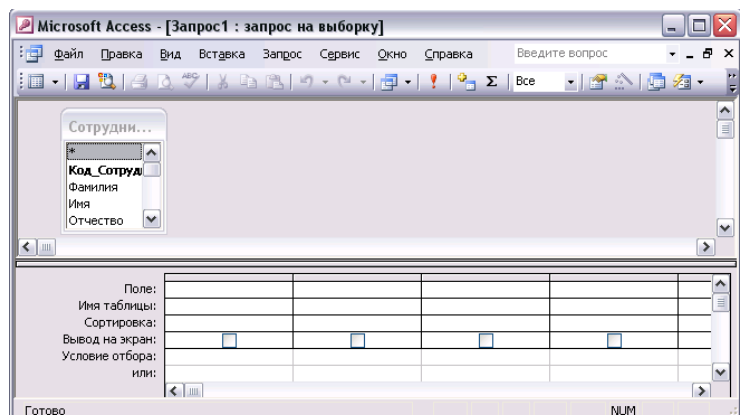 Microsoft Access - [Запрос1 : запрос на выборку]
Файл Правка Вид Вставка Запрос Сервис Окно Справка Введите вопрос
Σ Все
Сотрудни...
*
Код_Сотруд
Фамилия
Имя
Отчество
Поле:
Имя таблицы:
Сортировка:
Вывод на экран:
Условие отбора:
или:
Готово NUM